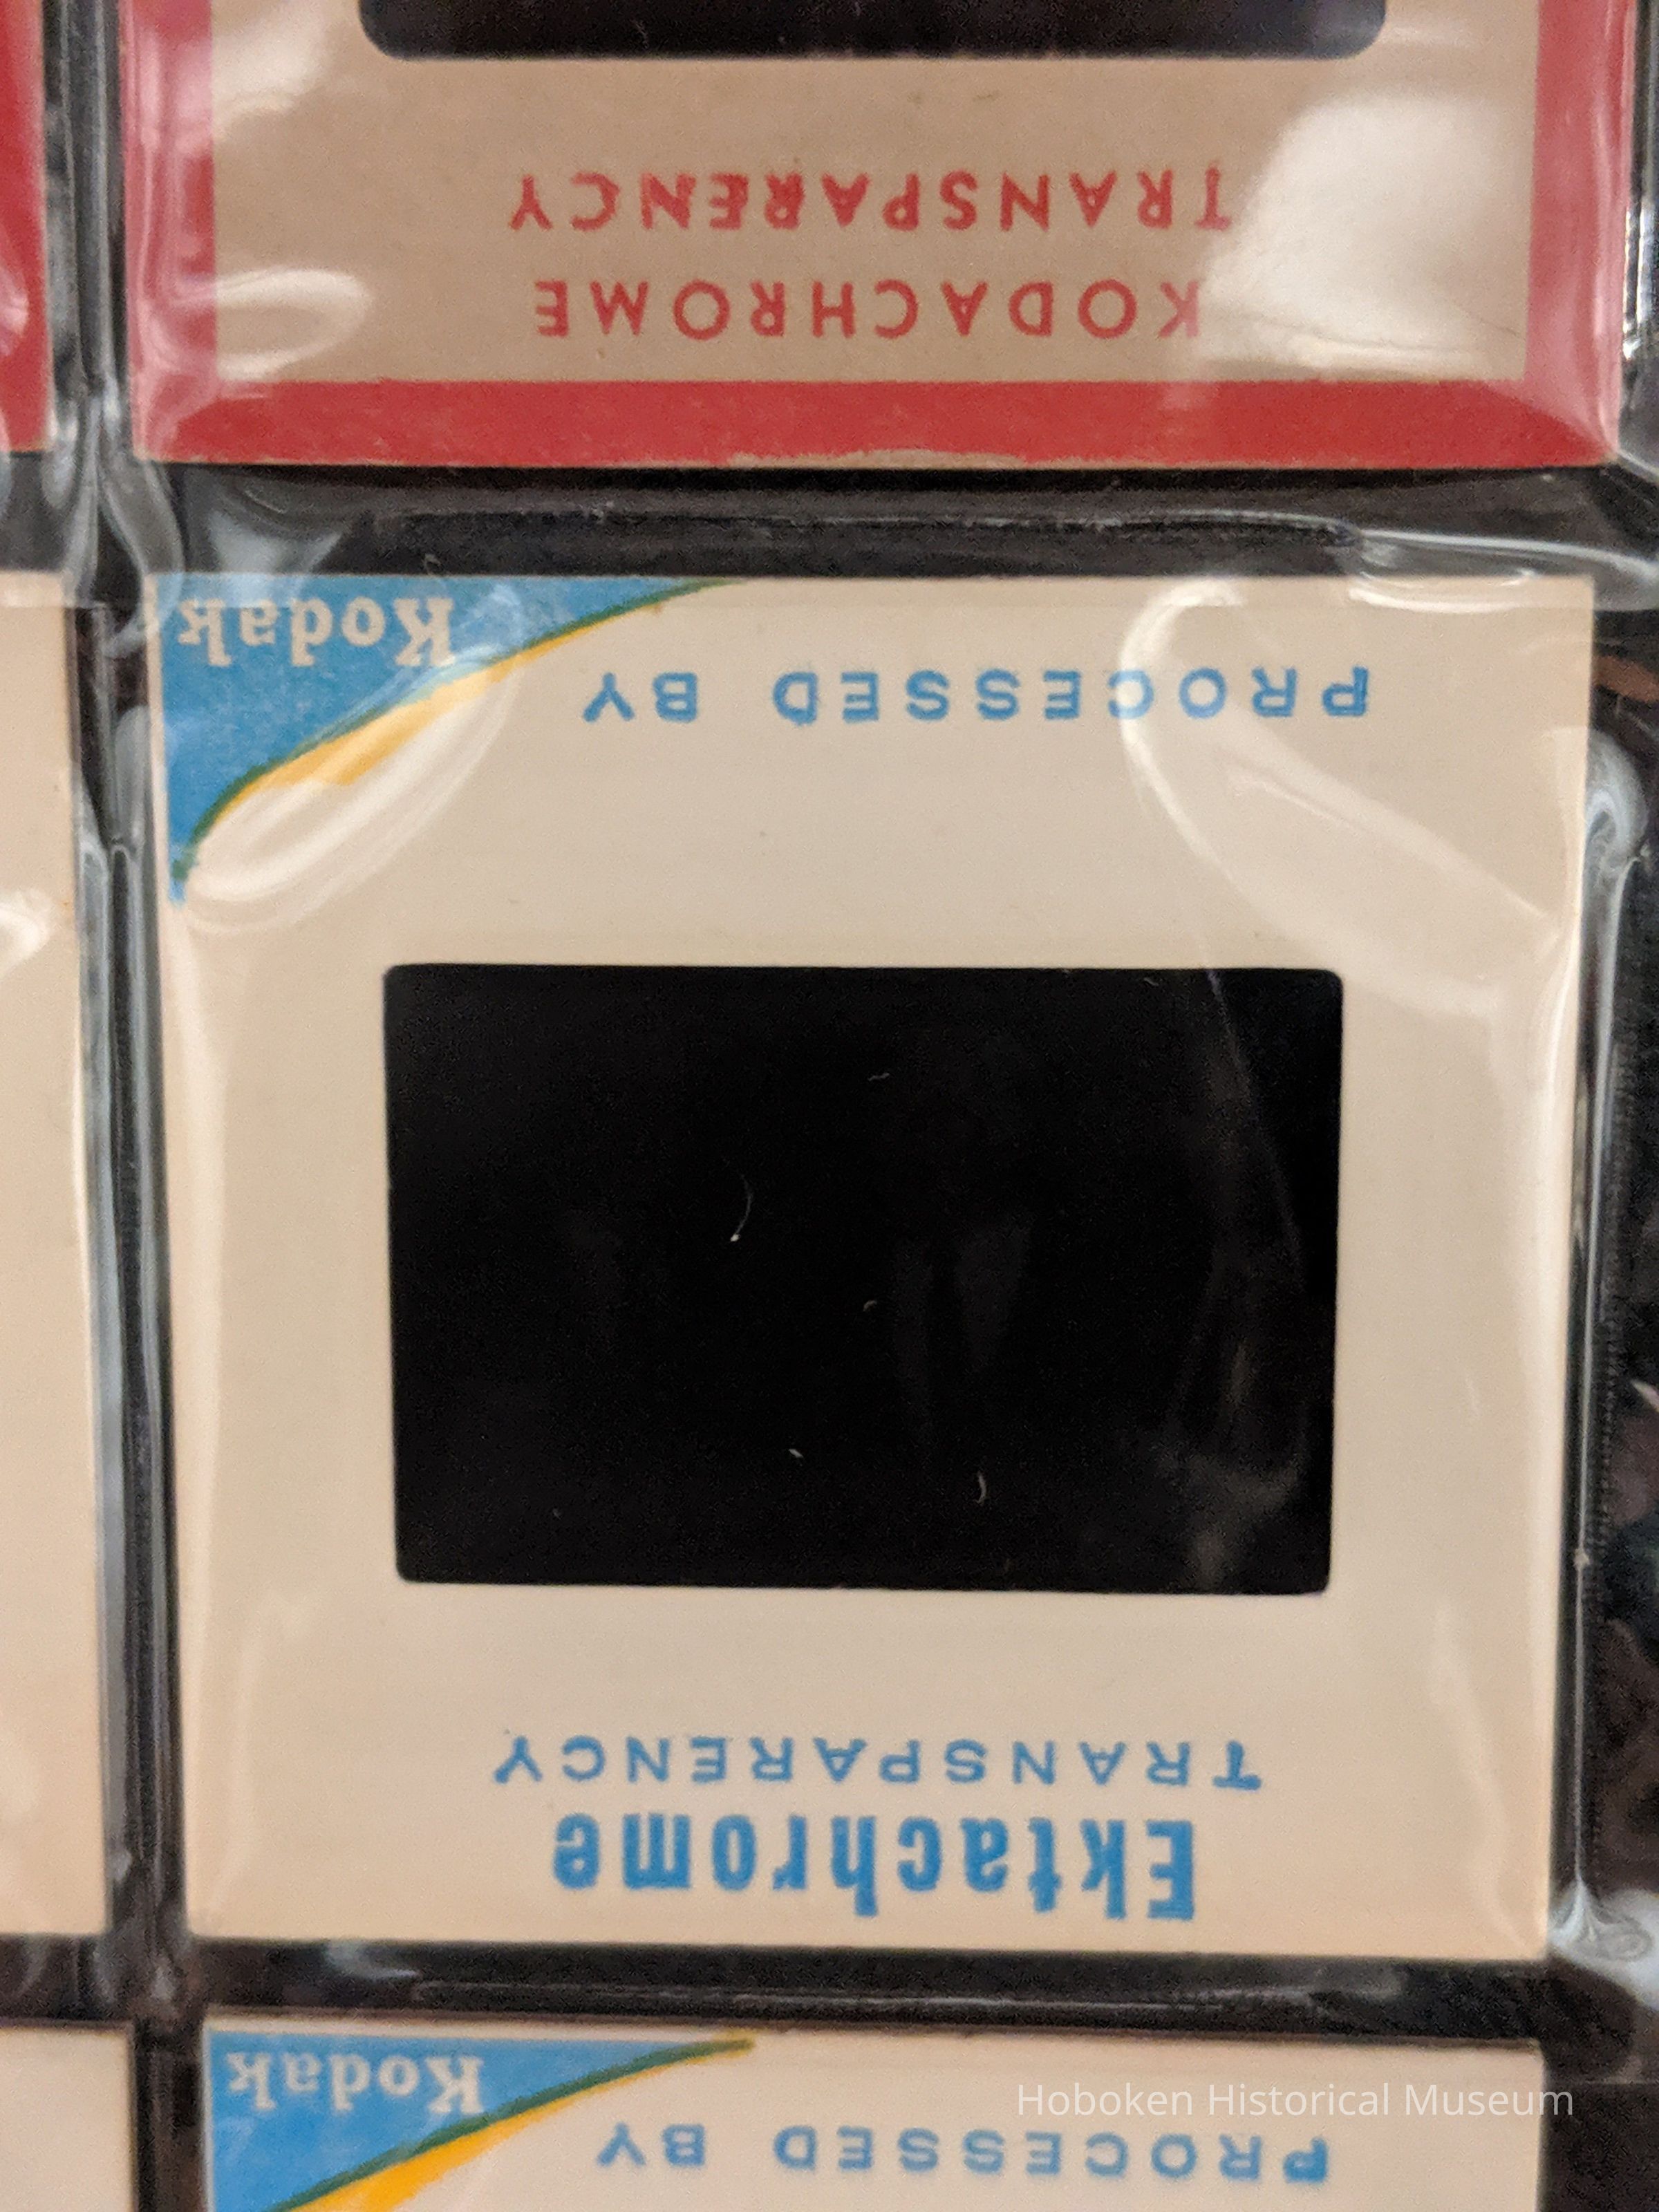 KODACHROME
TRANSPARENCY
Ektachrome
TRANSPARENCY
PROCESSED BY Kodak
PROCESSED BY Kodak
Hoboken Historical Museum